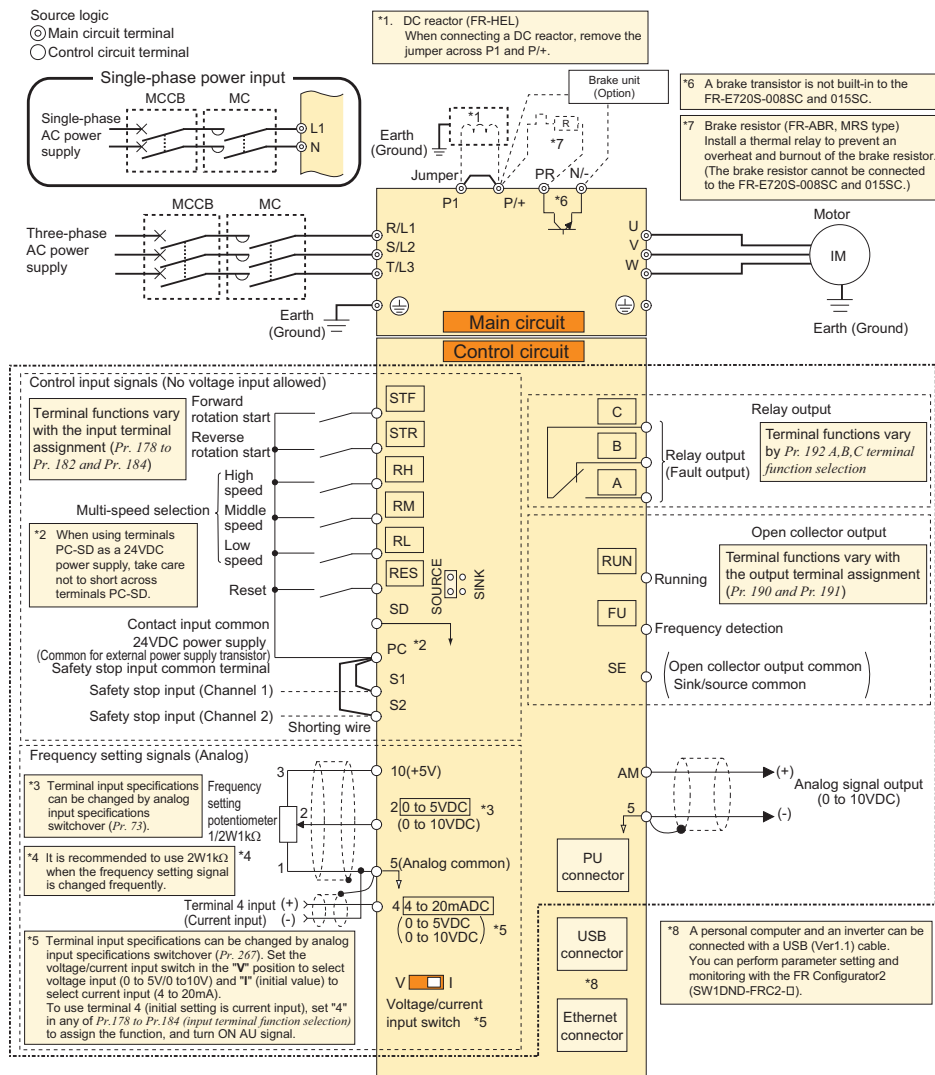 Source logic
Main circuit terminal
Control circuit terminal
*1. DC reactor (FR-HEL)
When connecting a DC reactor, remove the
jumper across P1 and P/+.
Single-phase power input
MCCB
MC
Single-phase
AC power
supply
L1
N
Brake unit
(Option)
*1
R
*7
Earth
(Ground)
Jumper
P1
P/+
PR
N/-
*6
*6 A brake transistor is not built-in to the
FR-E720S-008SC and 015SC.
*7 Brake resistor (FR-ABR, MRS type)
Install a thermal relay to prevent an
overheat and burnout of the brake resistor.
(The brake resistor cannot be connected
to the FR-E720S-008SC and 015SC.)
MCCB
MC
Three-phase
AC power
supply
R/L1
S/L2
T/L3
Earth
(Ground)
U
V
W
Motor
IM
Earth (Ground)
Main circuit
Control circuit
Control input signals (No voltage input allowed)
Terminal functions vary
with the input terminal
assignment (Pr. 178 to
Pr. 182 and Pr. 184)
Forward
rotation start
Reverse
rotation start
Multi-speed selection
High
speed
Middle
speed
Low
speed
Reset
*2 When using terminals
PC-SD as a 24VDC
power supply, take care
not to short across
terminals PC-SD.
STF
STR
RH
RM
RL
RES
SOURCE
SINK
SD
Contact input common
24VDC power supply
(Common for external power supply transistor)
Safety stop input common terminal
PC *2
S1
Safety stop input (Channel 1)
S2
Safety stop input (Channel 2)
Shorting wire
C
B
A
Relay output
Relay output
(Fault output)
Terminal functions vary
by Pr. 192 A,B,C terminal
function selection
Open collector output
RUN
Running
Terminal functions vary with
the output terminal assignment
(Pr. 190 and Pr. 191)
FU
Frequency detection
SE
Open collector output common
Sink/source common
Frequency setting signals (Analog)
*3 Terminal input specifications
can be changed by analog
input specifications
switchover (Pr. 73).
Frequency
setting
potentiometer
1/2W1kΩ
*4
3
2
1
10(+5V)
2 0 to 5VDC *3
(0 to 10VDC)
5(Analog common)
*4 It is recommended to use 2W1kΩ
when the frequency setting signal
is changed frequently.
Terminal 4 input (+)
(Current input) (-)
4 4 to 20mADC
0 to 5VDC
0 to 10VDC
*5
*5 Terminal input specifications can be changed by analog
input specifications switchover (Pr. 267). Set the
voltage/current input switch in the "V" position to select
voltage input (0 to 5V/0 to10V) and "I" (initial value) to
select current input (4 to 20mA).
To use terminal 4 (initial setting is current input), set "4"
in any of Pr.178 to Pr.184 (input terminal function selection)
to assign the function, and turn ON AU signal.
V
I
Voltage/current
input switch *5
AM
5
(+)
Analog signal output
(0 to 10VDC)
(-)
PU
connector
USB
connector
*8
Ethernet
connector
*8 A personal computer and an inverter can be
connected with a USB (Ver1.1) cable.
You can perform parameter setting and
monitoring with the FR Configurator2
(SW1DND-FRC2-□).